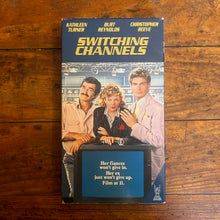 KATHLEEN BURT CHRISTOPHER
TURNER REYNOLDS REEVE
SWITCHING
CHANNELS
Her fiances
won't give in.
Her ex
just won't give up.
Film at 11.